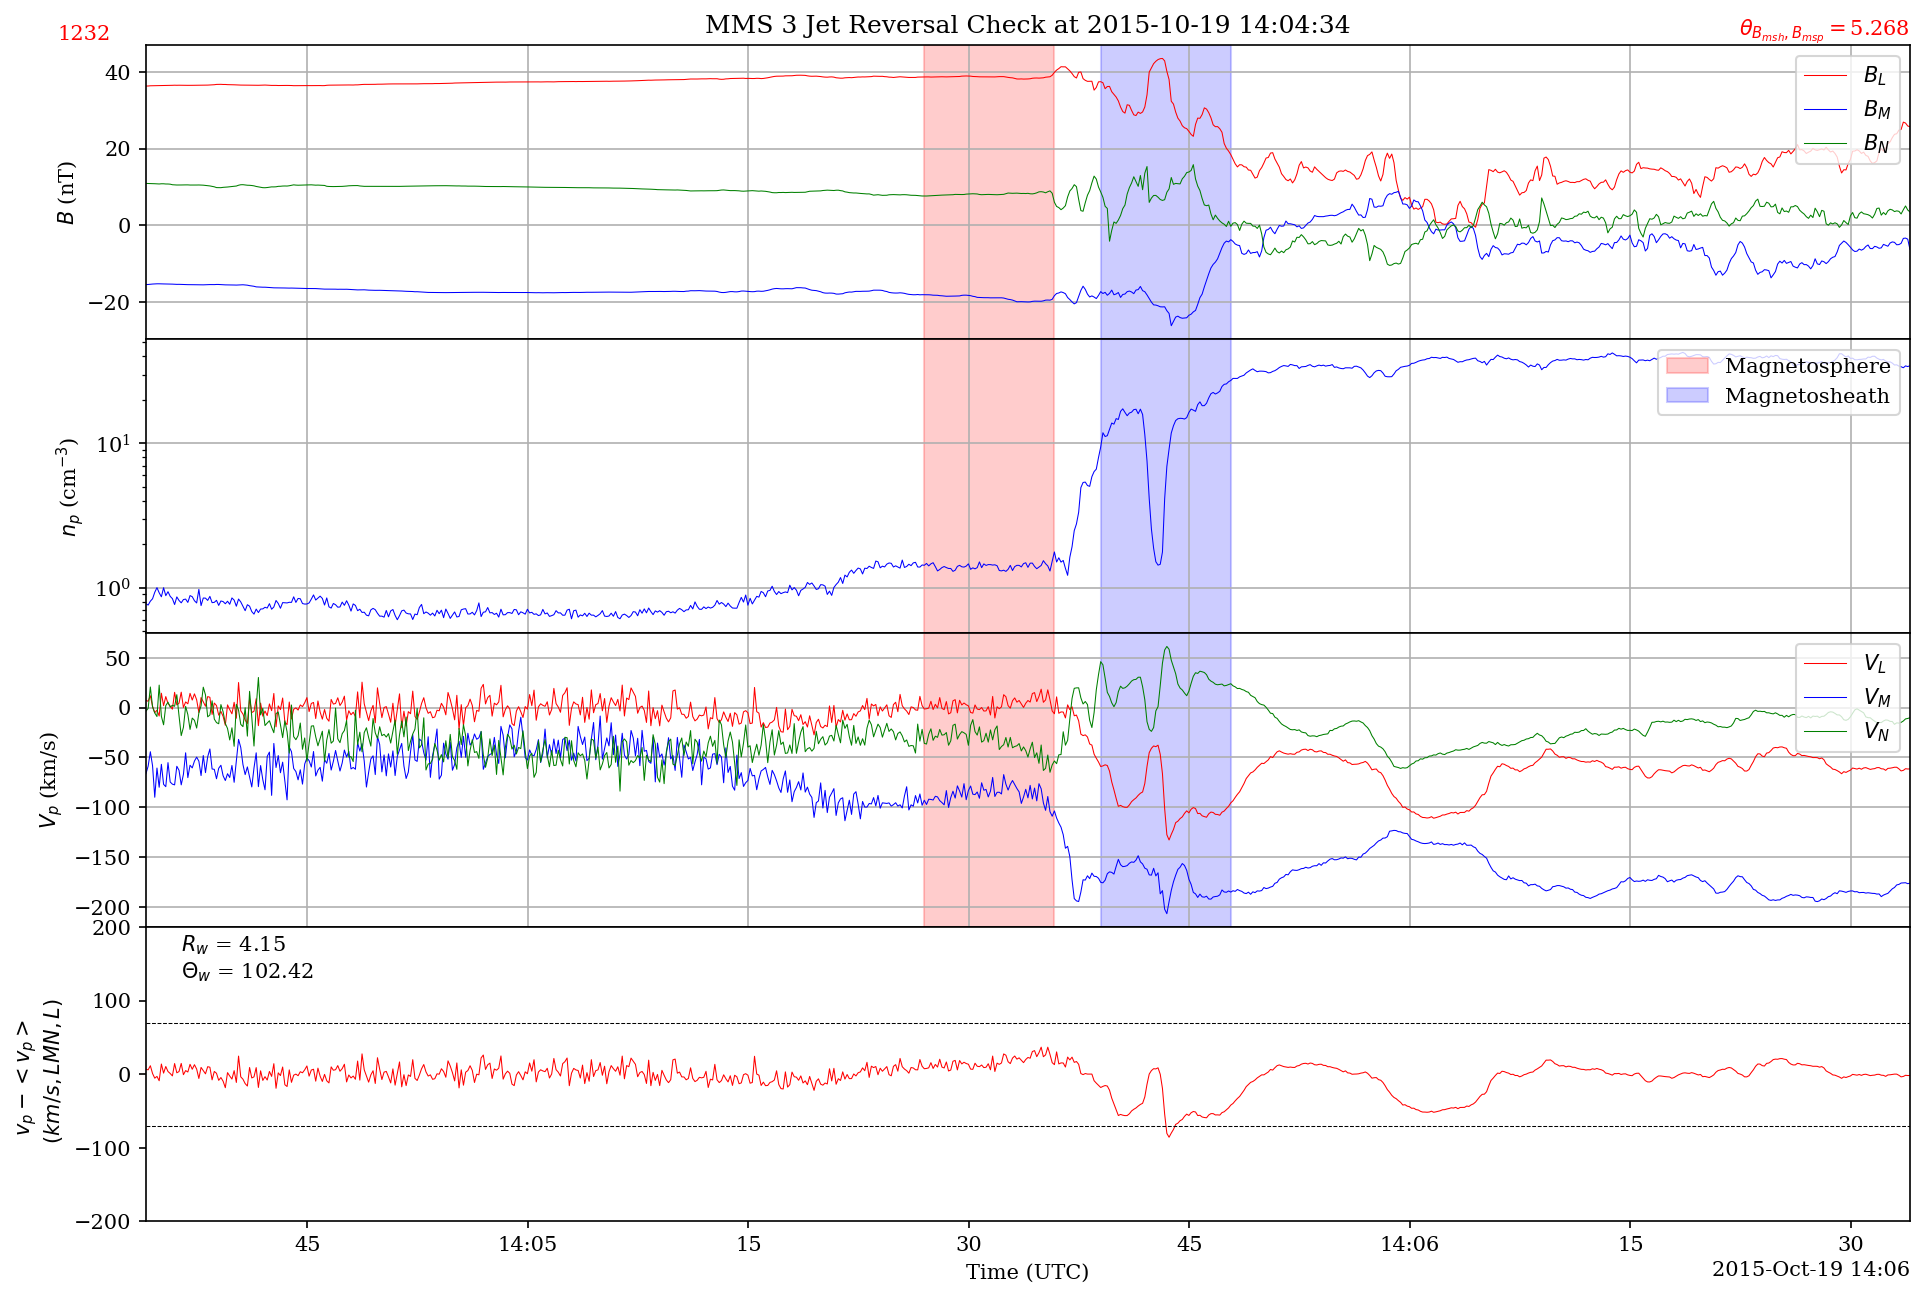 MMS 3 Jet Reversal Check at 2015-10-19 14:04:34
1232
θ_{B_{msh}, B_{msp}} = 5.268
B (nT)
40
20
0
−20
B_L
B_M
B_N
n_p (cm^{−3})
10^1
10^0
Magnetosphere
Magnetosheath
V_p (km/s)
50
0
−50
−100
−150
−200
V_L
V_M
V_N
v_p − < v_p >
(km/s, LMN, L)
200
100
0
−100
−200
R_w = 4.15
Θ_w = 102.42
45
14:05
15
30
45
14:06
15
30
Time (UTC)
2015-Oct-19 14:06